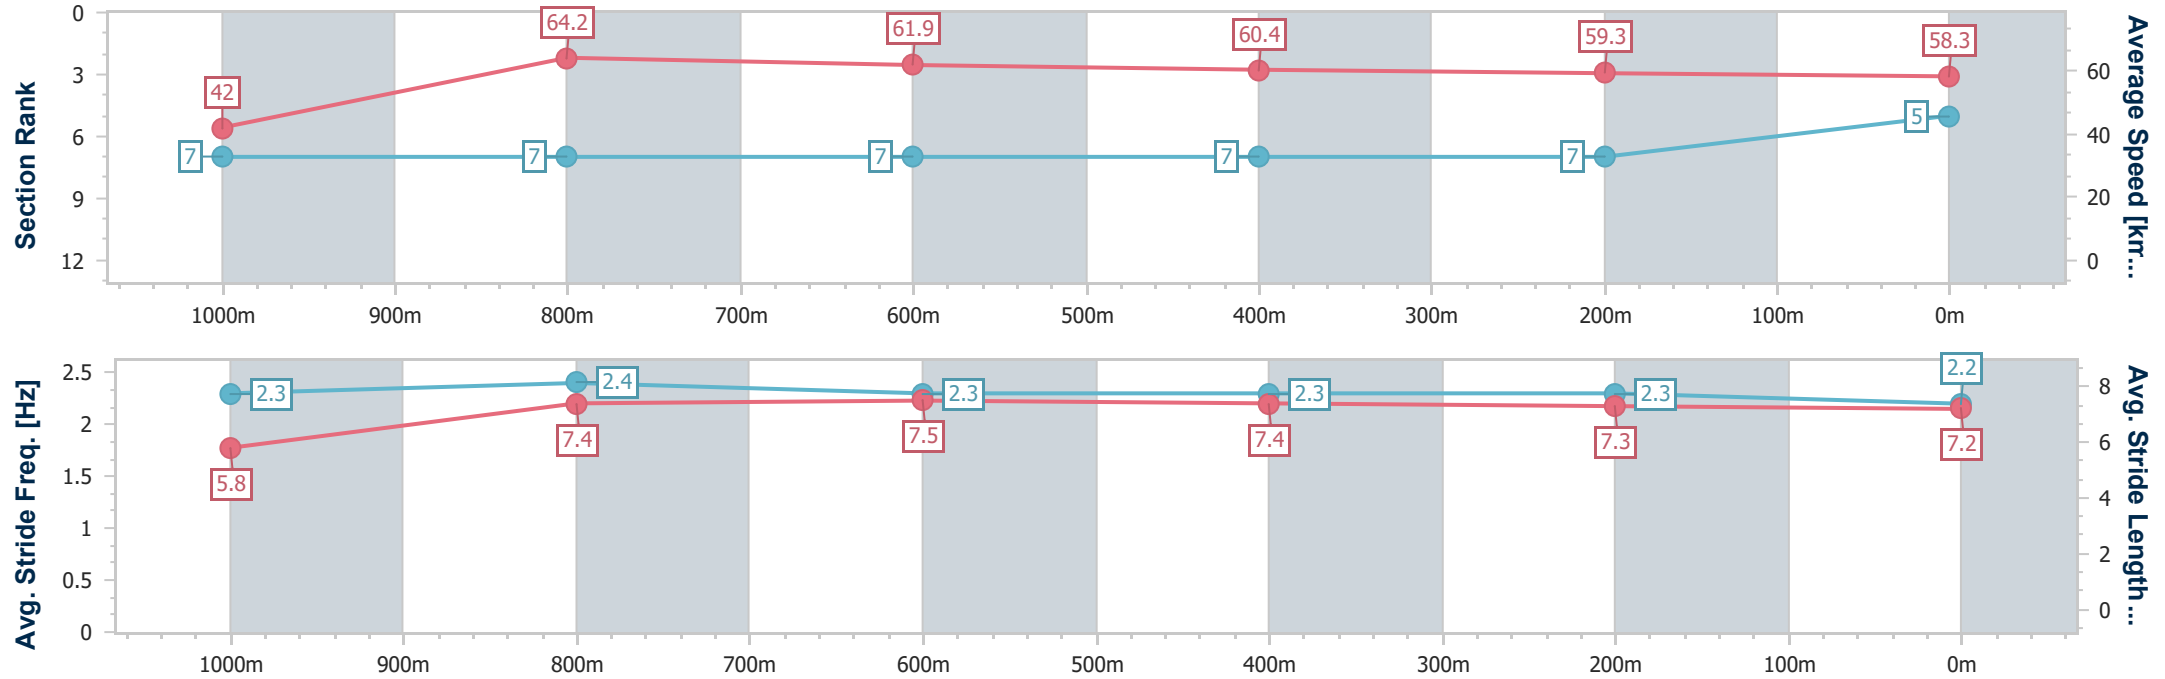 Section Rank
0
3
6
9
12
42
64.2
61.9
60.4
59.3
58.3
7
7
7
7
7
5
60
40
20
0
Average Speed [km...
1000m
900m
800m
700m
600m
500m
400m
300m
200m
100m
0m
Avg. Stride Freq. [Hz]
2.5
2
1.5
1
0.5
0
2.3
2.4
2.3
2.3
2.3
2.2
5.8
7.4
7.5
7.4
7.3
7.2
8
6
4
2
0
Avg. Stride Length...
1000m
900m
800m
700m
600m
500m
400m
300m
200m
100m
0m